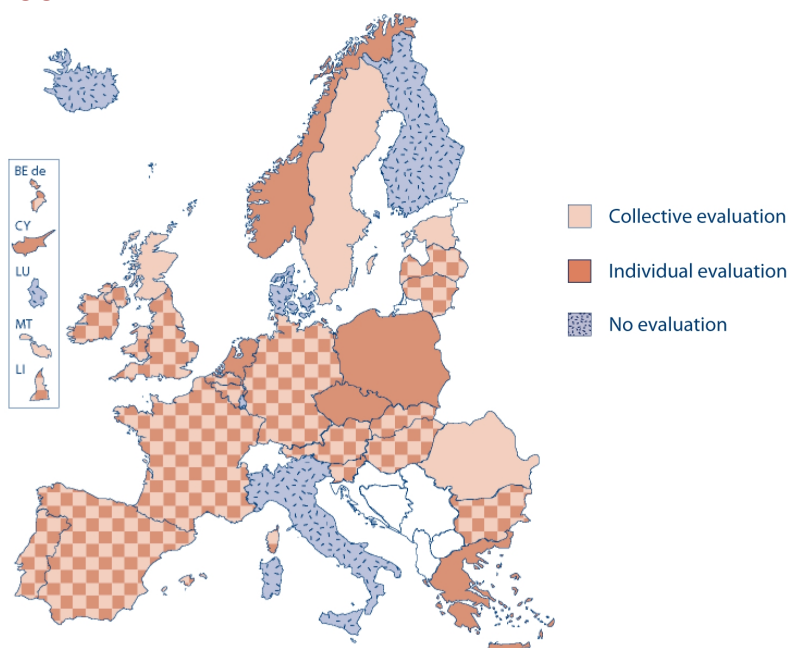 BE de
CY
LU
MT
LI
Collective evaluation
Individual evaluation
No evaluation